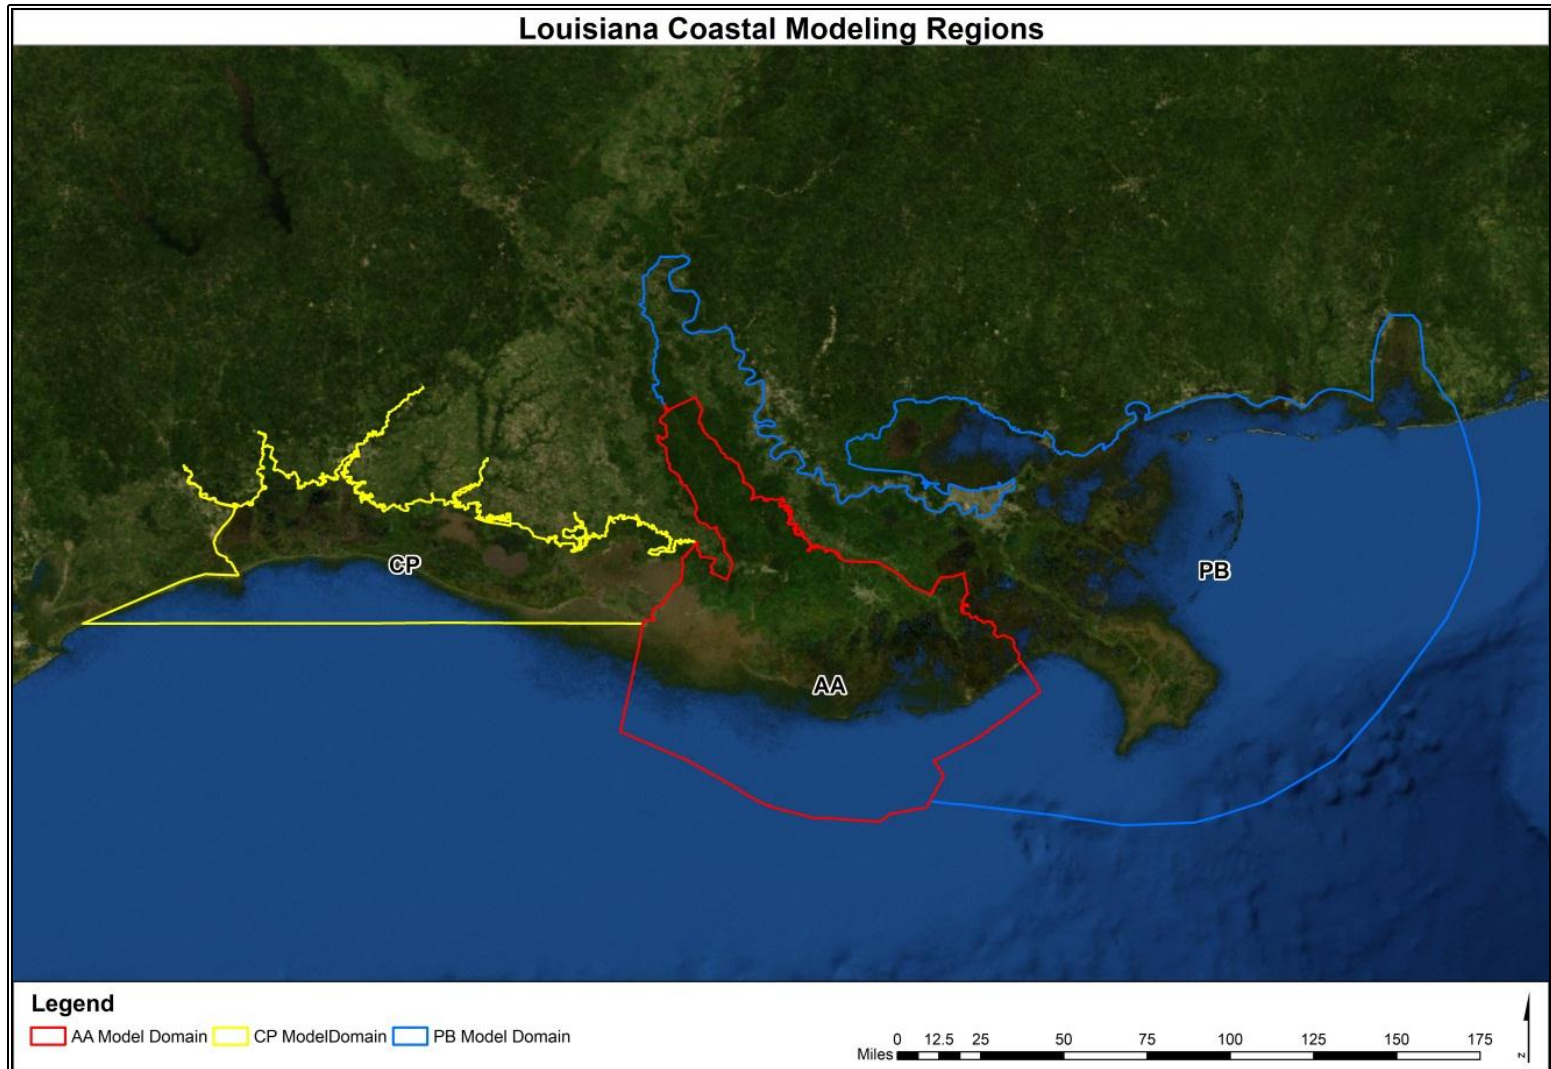 Louisiana Coastal Modeling Regions
CP
PB
AA
Legend
AA Model Domain CP ModelDomain PB Model Domain
0 12.5 25 50 75 100 125 150 175
Miles
z